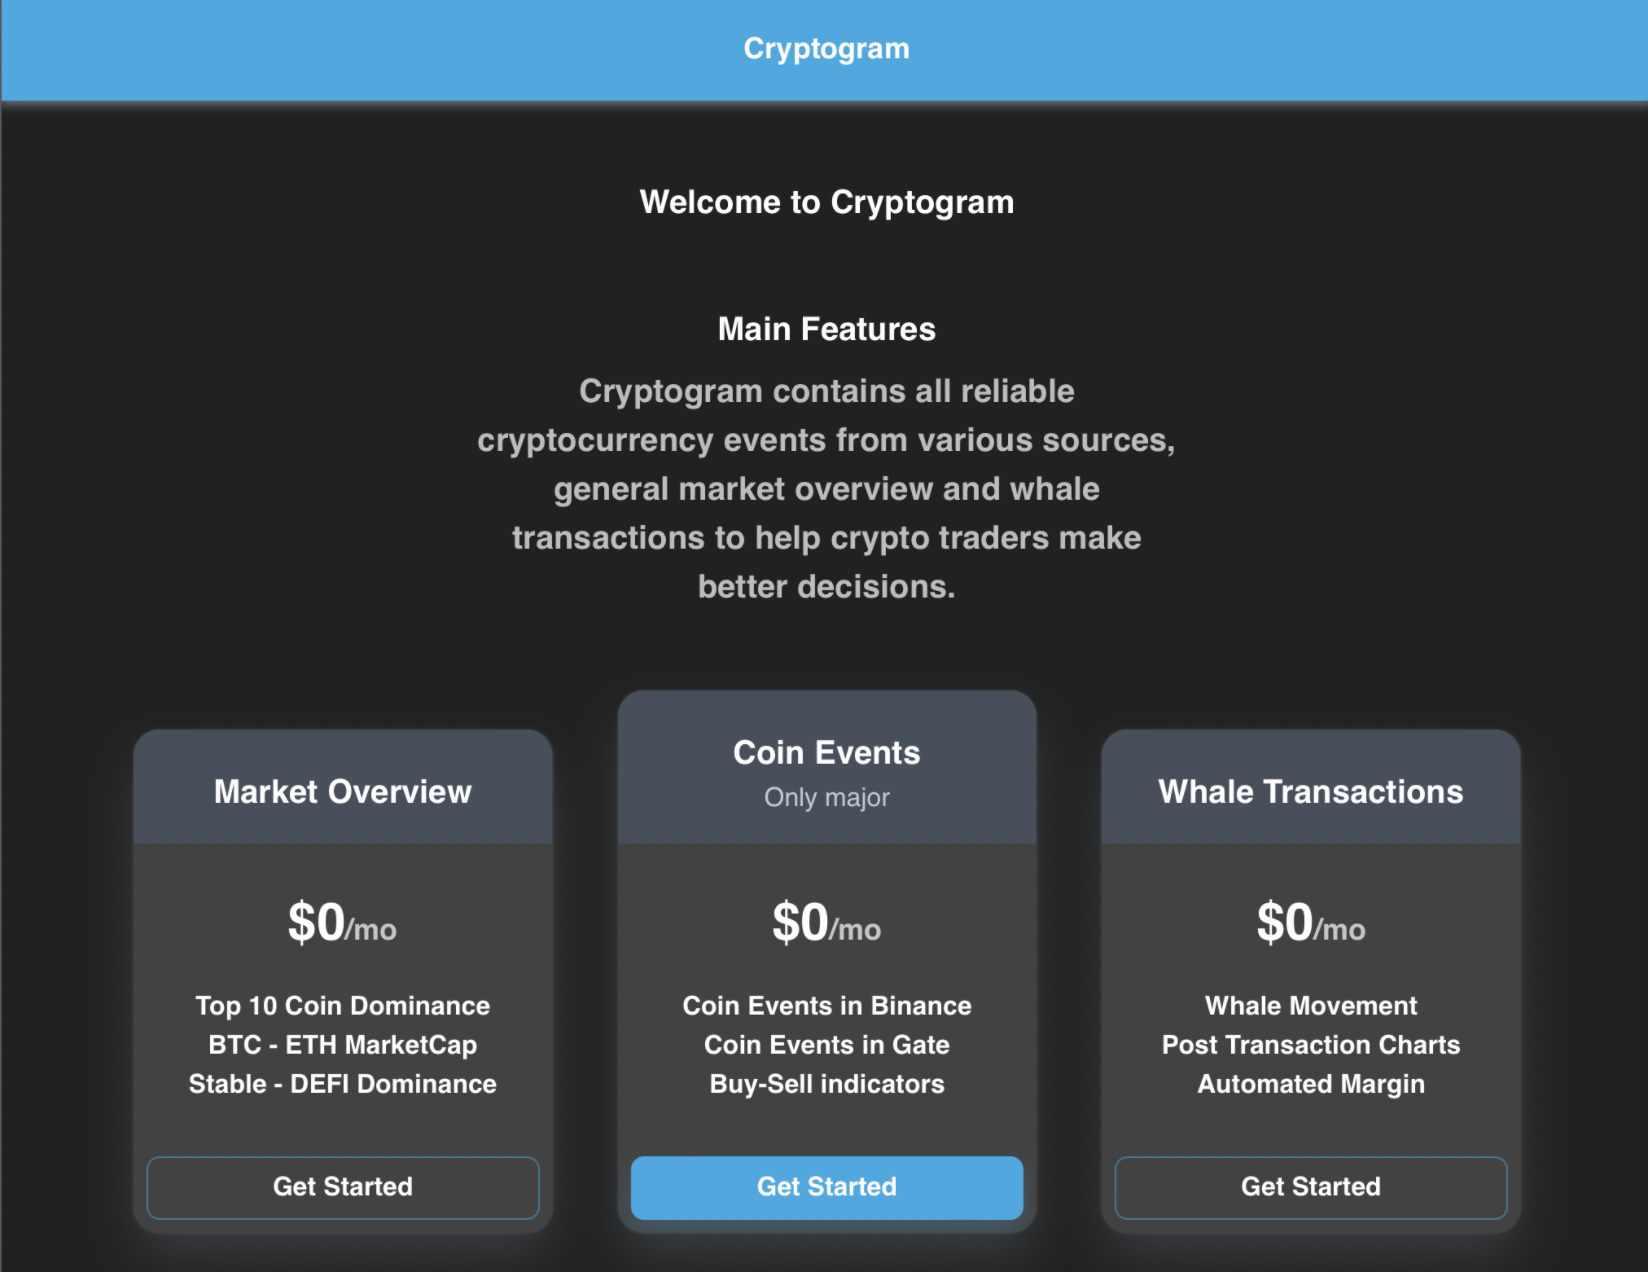 Cryptogram
Welcome to Cryptogram
Main Features
Cryptogram contains all reliable
cryptocurrency events from various sources,
general market overview and whale
transactions to help crypto traders make
better decisions.
Market Overview
$0/mo
Top 10 Coin Dominance
BTC - ETH MarketCap
Stable - DEFI Dominance
Get Started
Coin Events
Only major
$0/mo
Coin Events in Binance
Coin Events in Gate
Buy-Sell indicators
Get Started
Whale Transactions
$0/mo
Whale Movement
Post Transaction Charts
Automated Margin
Get Started